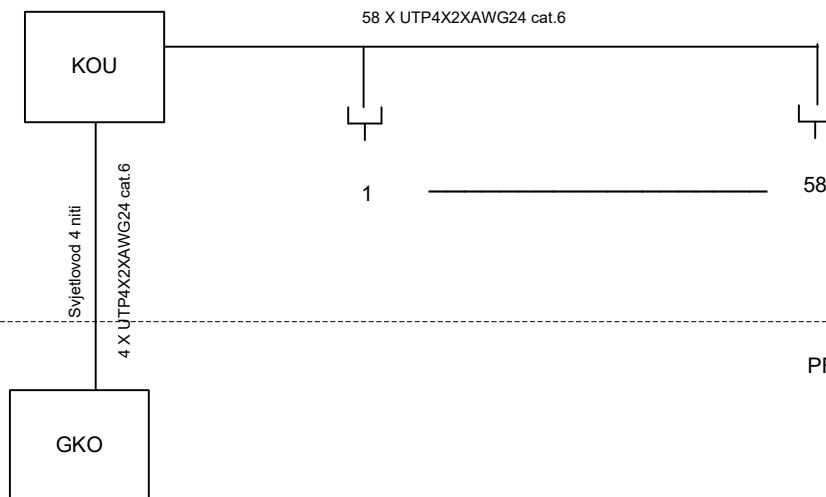 58 X UTP4X2XAWG24 cat.6
KOU
1
58
Svjetlovod 4 niti
4 X UTP4X2XAWG24 cat.6
GKO